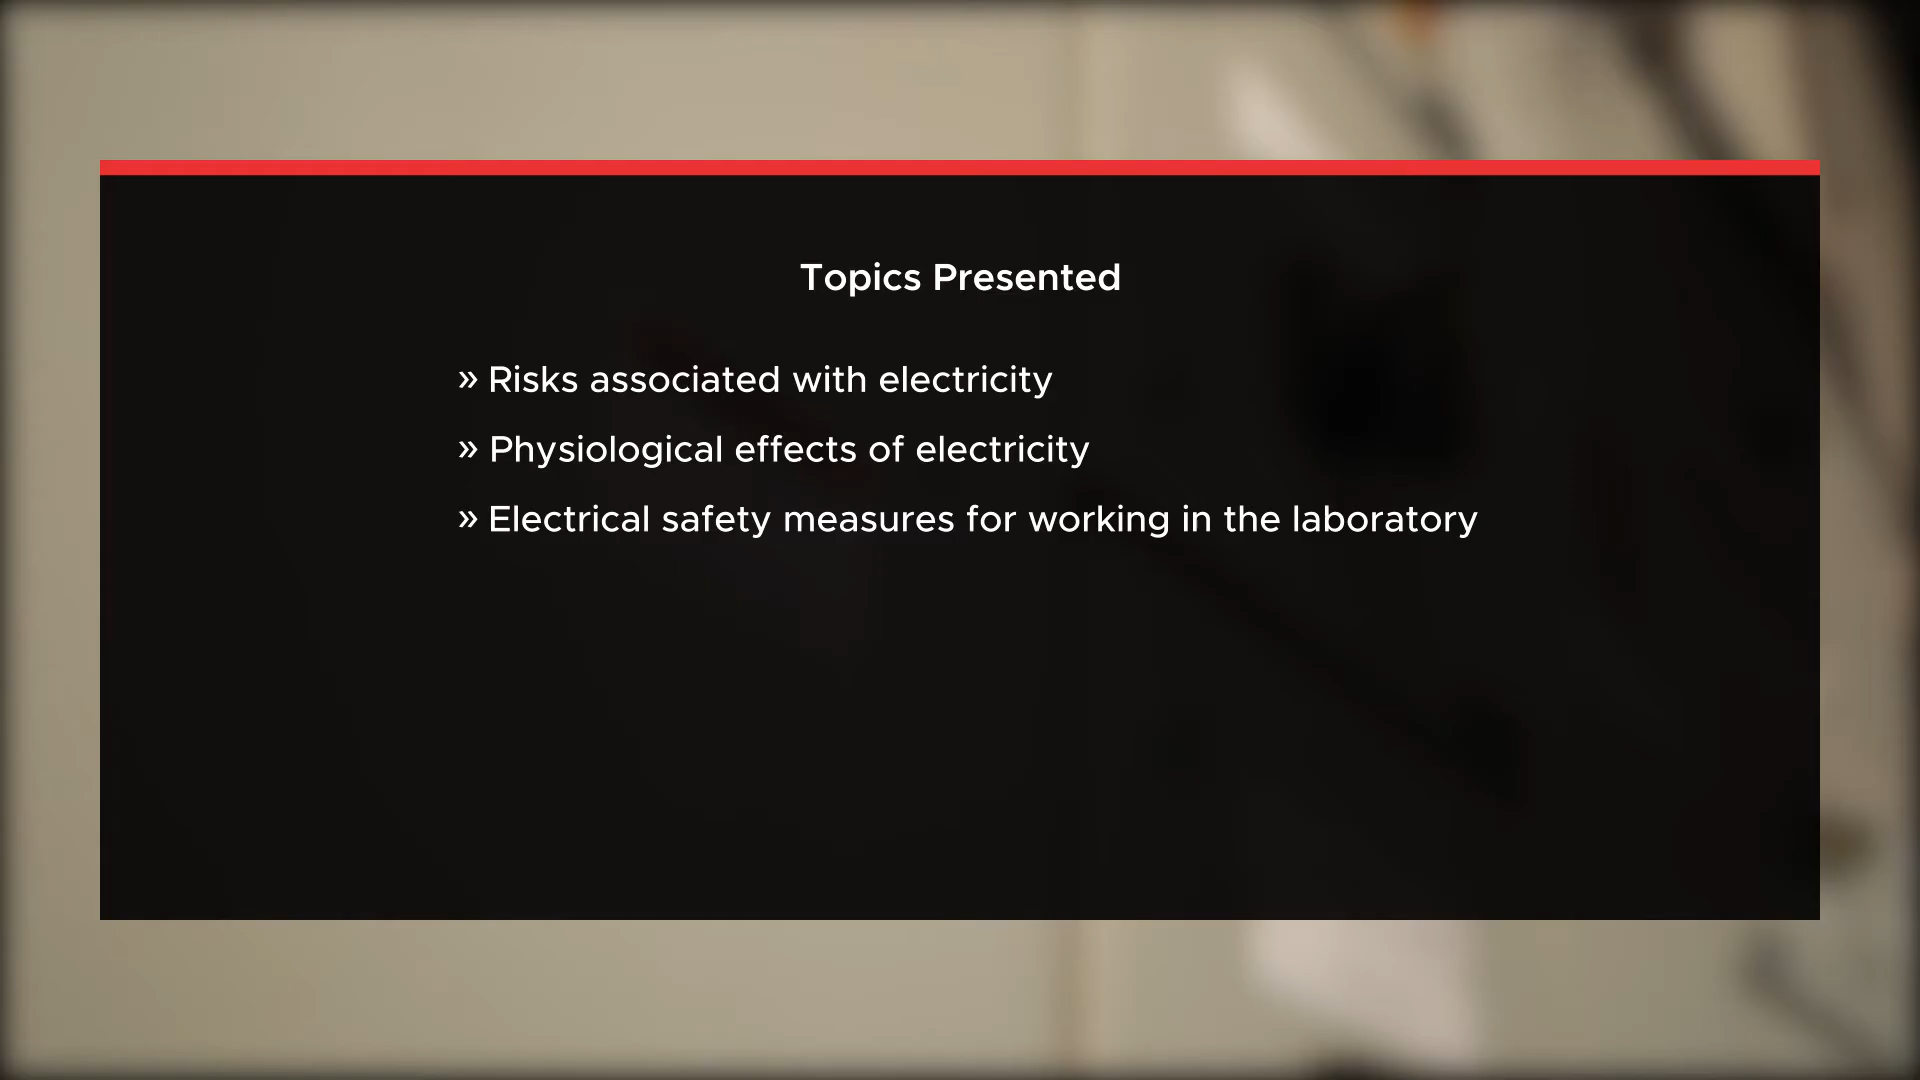 Topics Presented
» Risks associated with electricity
» Physiological effects of electricity
» Electrical safety measures for working in the laboratory